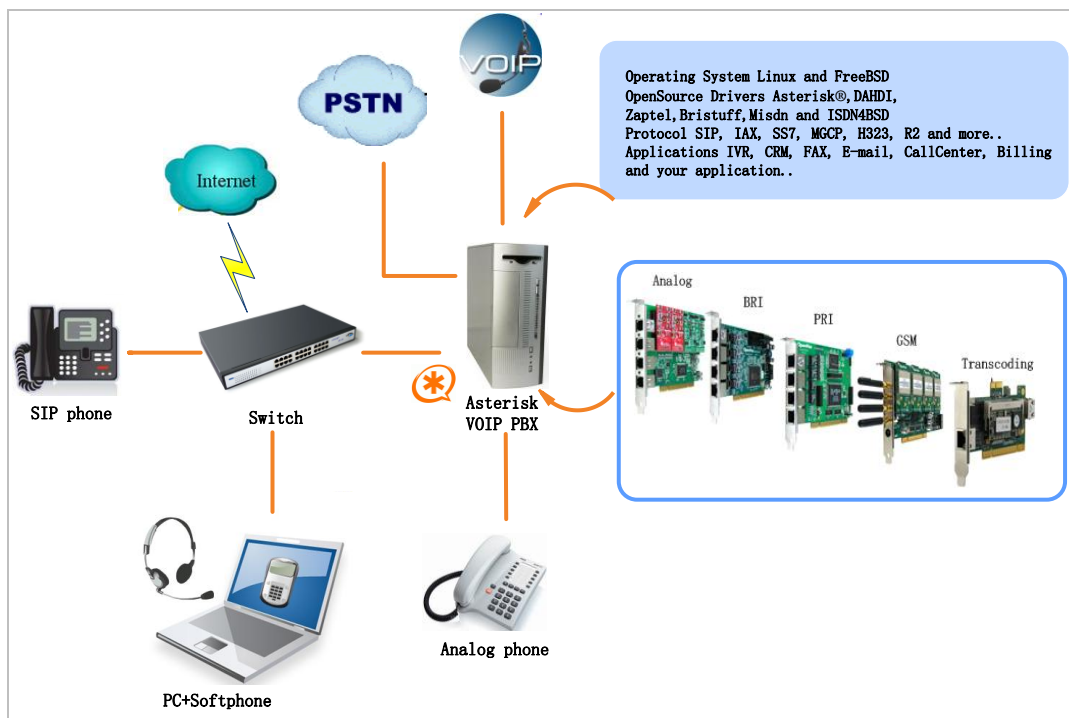 VOIP
PSTN
Operating System Linux and FreeBSD
OpenSource Drivers Asterisk®,DAHDI,
Zaptel,Bristuff,Misdn and ISDN4BSD
Protocol SIP, IAX, SS7, MGCP, H323, R2 and more..
Applications IVR, CRM, FAX, E-mail, CallCenter, Billing
and your application..
Internet
Analog
BRI
PRI
GSM
Transcoding
SIP phone
Switch
Asterisk
VOIP PBX
Analog phone
PC+Softphone